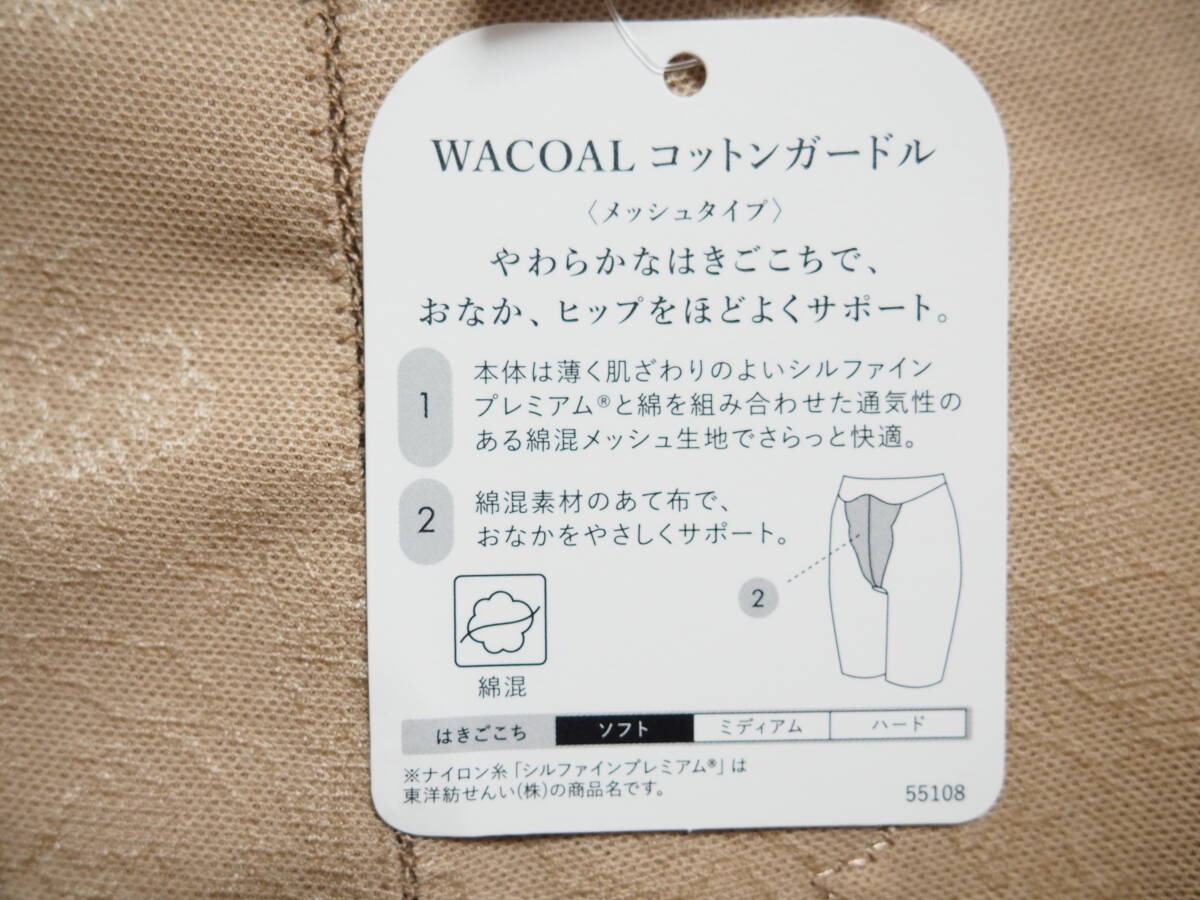 WACOAL コットンガードル
〈メッシュタイプ〉
やわらかなはきごこちで、
おなか、ヒップをほどよくサポート。
1
本体は薄く肌ざわりのよいシルファイン
プレミアム®と綿を組み合わせた通気性の
ある綿混メッシュ生地でさらっと快適。
2
綿混素材のあて布で、
おなかをやさしくサポート。
2
綿混
はきごこち ソフト ミディアム ハード
※ナイロン糸「シルファインプレミアム®」は
東洋紡せんい(株)の商品名です。
55108